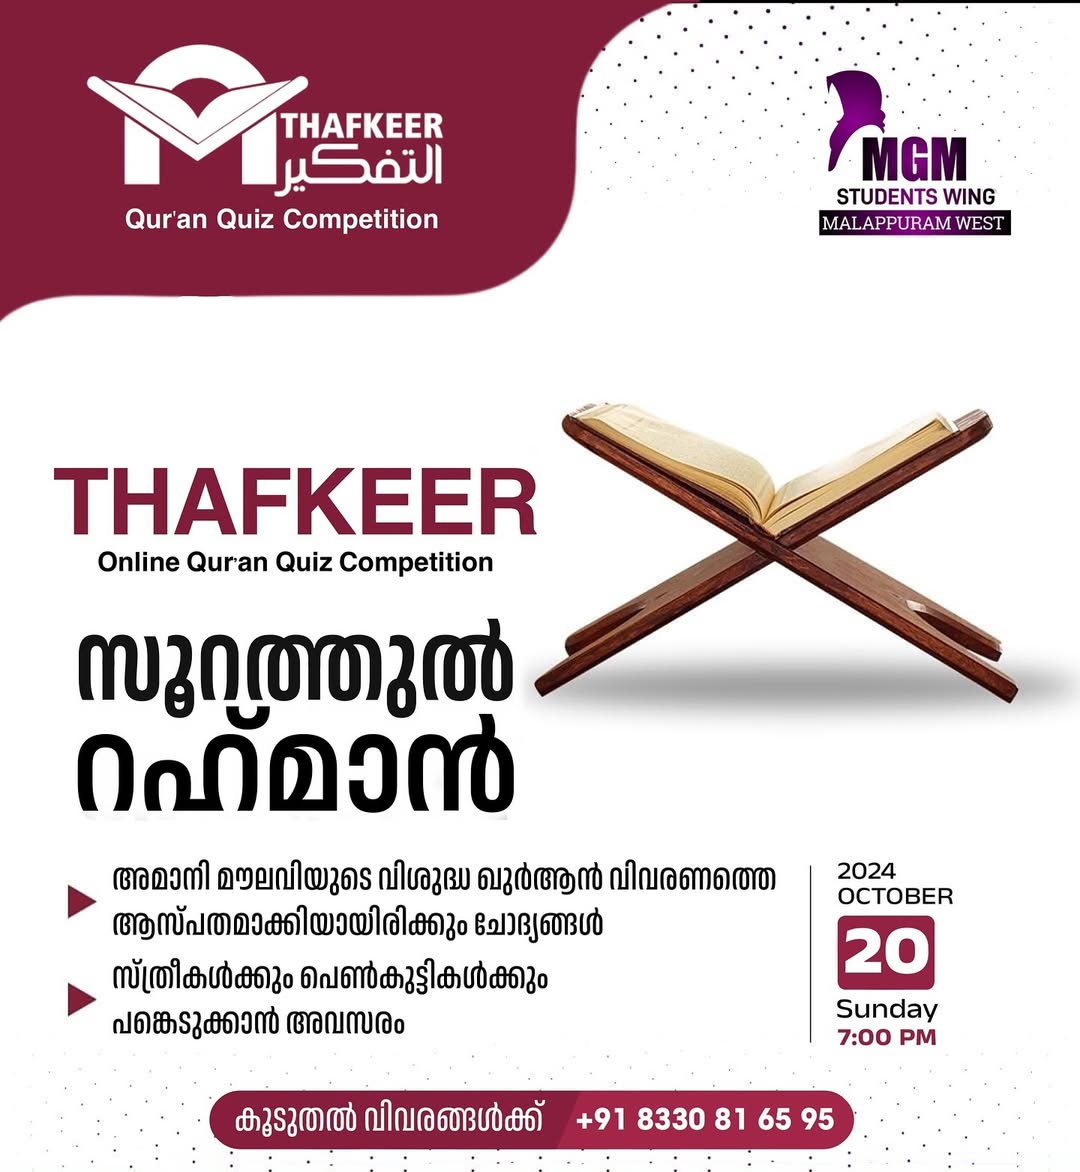 THAFKEER
التفكير
Qur'an Quiz Competition
MGM
STUDENTS WING
MALAPPURAM WEST
THAFKEER
Online Qur'an Quiz Competition
സൂറത്തുൽ
റഹ്‌മാൻ
അമാനി മൗലവിയുടെ വിശുദ്ധ ഖുർആൻ വിവരണത്തെ
ആസ്പതമാക്കിയായിരിക്കും ചോദ്യങ്ങൾ
സ്ത്രീകൾക്കും പെൺകുട്ടികൾക്കും
പങ്കെടുക്കാൻ അവസരം
2024
OCTOBER
20
Sunday
7:00 PM
കൂടുതൽ വിവരങ്ങൾക്ക് +91 8330 81 65 95